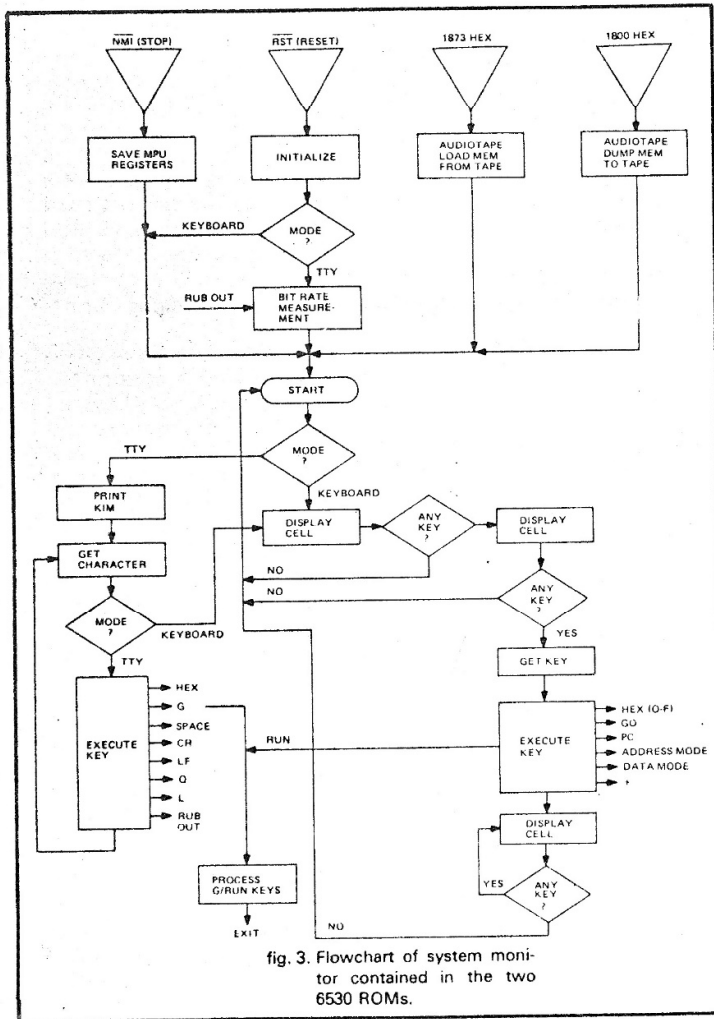 NMI (STOP)
RST (RESET)
1873 HEX
1800 HEX
SAVE MPU
REGISTERS
INITIALIZE
AUDIOTAPE
LOAD MEM
FROM TAPE
AUDIOTAPE
DUMP MEM
TO TAPE
KEYBOARD
MODE
?
TTY
RUB OUT
BIT RATE
MEASURE-
MENT
START
MODE
?
TTY
KEYBOARD
PRINT
KIM
DISPLAY
CELL
ANY
KEY
?
DISPLAY
CELL
GET
CHARACTER
NO
NO
ANY
KEY
?
MODE
?
KEYBOARD
TTY
YES
GET KEY
EXECUTE
KEY
HEX
G
SPACE
CR
LF
Q
L
RUB
OUT
RUN
EXECUTE
KEY
HEX (0-F)
GO
PC
ADDRESS MODE
DATA MODE
DISPLAY
CELL
PROCESS
G/RUN KEYS
YES
ANY
KEY
?
NO
EXIT
fig. 3. Flowchart of system moni-
tor contained in the two
6530 ROMs.